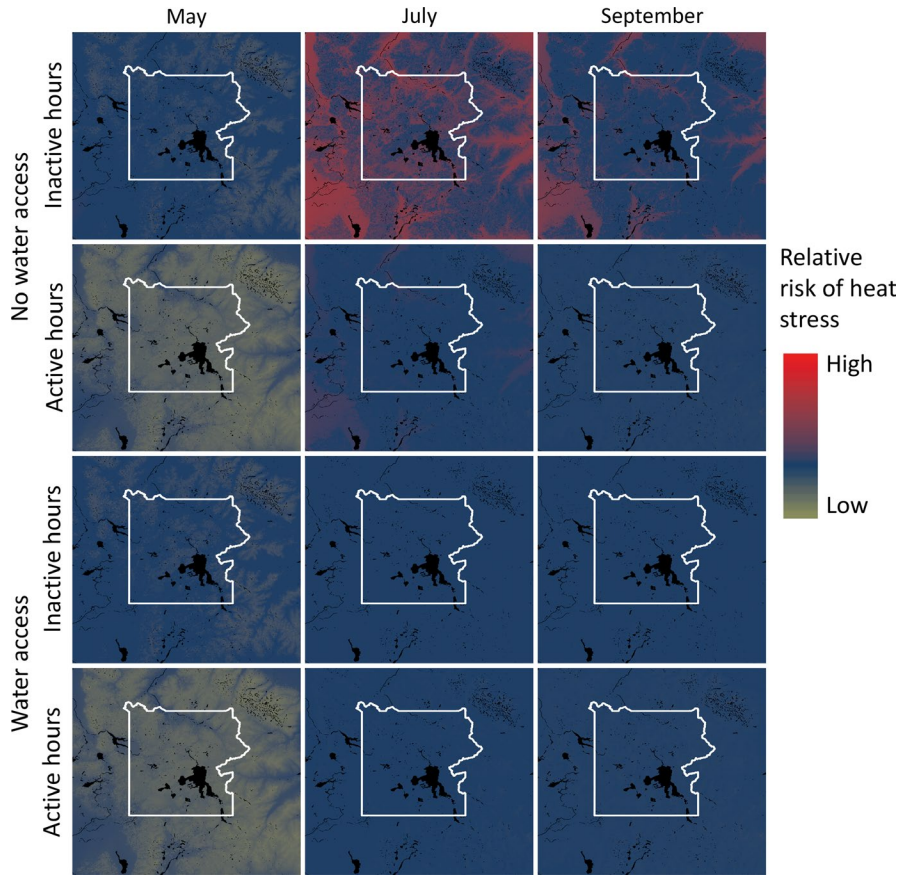 May
July
September
No water access
Inactive hours
Active hours
Water access
Inactive hours
Active hours
Relative
risk of heat
stress
High
Low